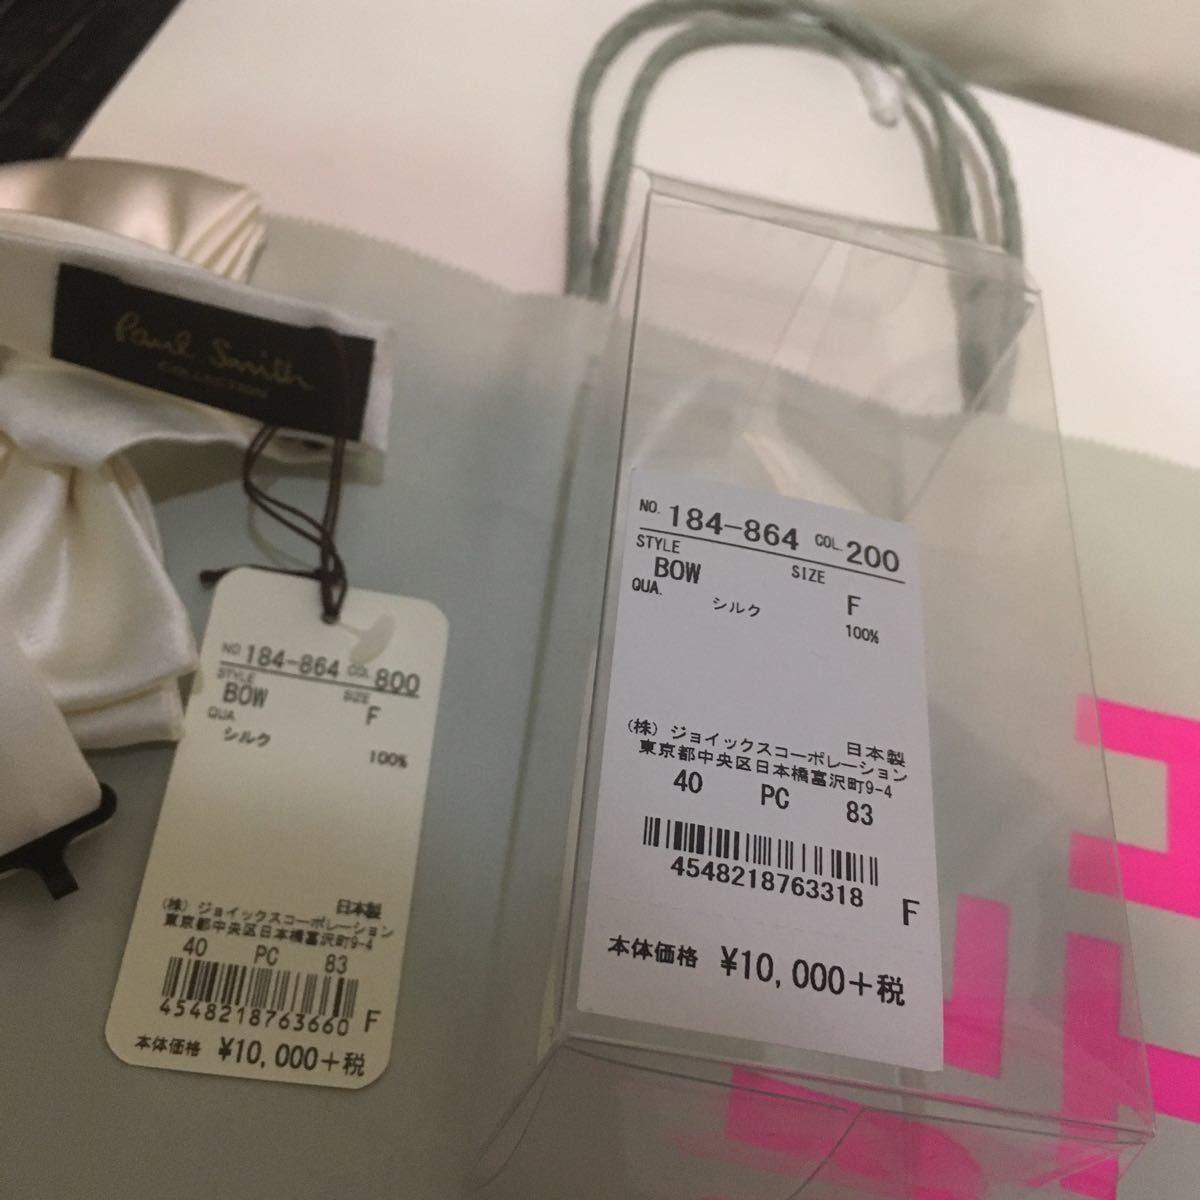 Paul Smith
COLLECTION
NO. 184-864 COL. 800
STYLE SIZE
BOW F
QUA.
シルク 100%
日本製
(株) ジョイックスコーポレーション
東京都中央区日本橋富沢町9-4
40 PC 83
4548218763660 F
本体価格 ¥10,000+税
NO. 184-864 COL. 200
STYLE SIZE
BOW F
QUA.
シルク 100%
日本製
(株) ジョイックスコーポレーション
東京都中央区日本橋富沢町9-4
40 PC 83
4548218763318 F
本体価格 ¥10,000+税